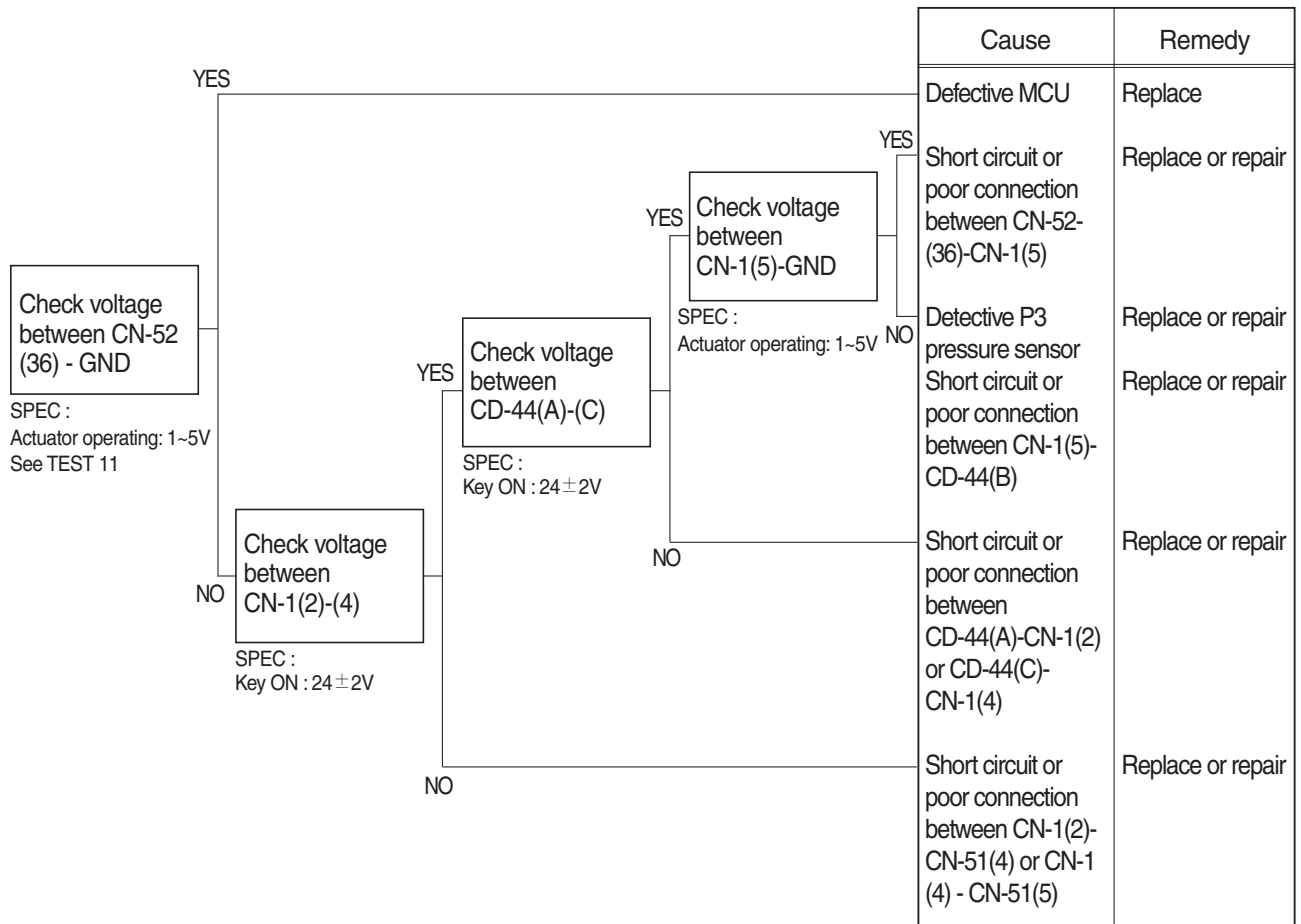 Cause
Remedy
YES
Defective MCU
Replace
YES
Short circuit or
poor connection
between CN-52-
(36)-CN-1(5)
Replace or repair
YES
Check voltage
between
CN-1(5)-GND
SPEC :
Actuator operating: 1~5V
NO
Detective P3
pressure sensor
Replace or repair
Short circuit or
poor connection
between CN-1(5)-
CD-44(B)
Replace or repair
Check voltage
between CN-52
(36) - GND
SPEC :
Actuator operating: 1~5V
See TEST 11
YES
Check voltage
between
CD-44(A)-(C)
SPEC :
Key ON : 24±2V
NO
Short circuit or
poor connection
between
CD-44(A)-CN-1(2)
or CD-44(C)-
CN-1(4)
Replace or repair
NO
Check voltage
between
CN-1(2)-(4)
SPEC :
Key ON : 24±2V
NO
Short circuit or
poor connection
between CN-1(2)-
CN-51(4) or CN-1
(4) - CN-51(5)
Replace or repair